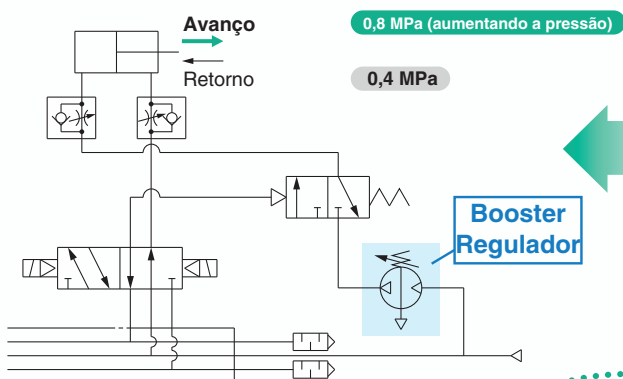 Avanço
Retorno
0,8 MPa (aumentando a pressão)
0,4 MPa
Booster
Regulador